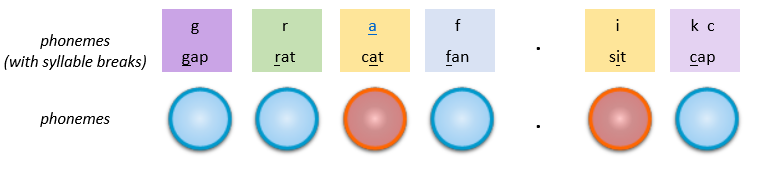 g r a f . i k c
phonemes
(with syllable breaks) gap rat cat fan sit cap
phonemes .